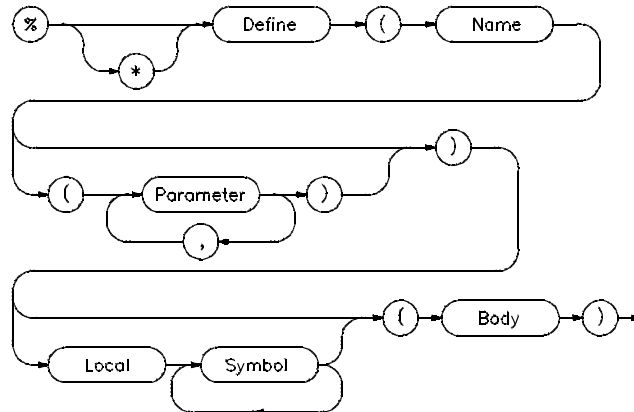 % Define ( Name
*
)
( Parameter )
,
( Body )
Local Symbol